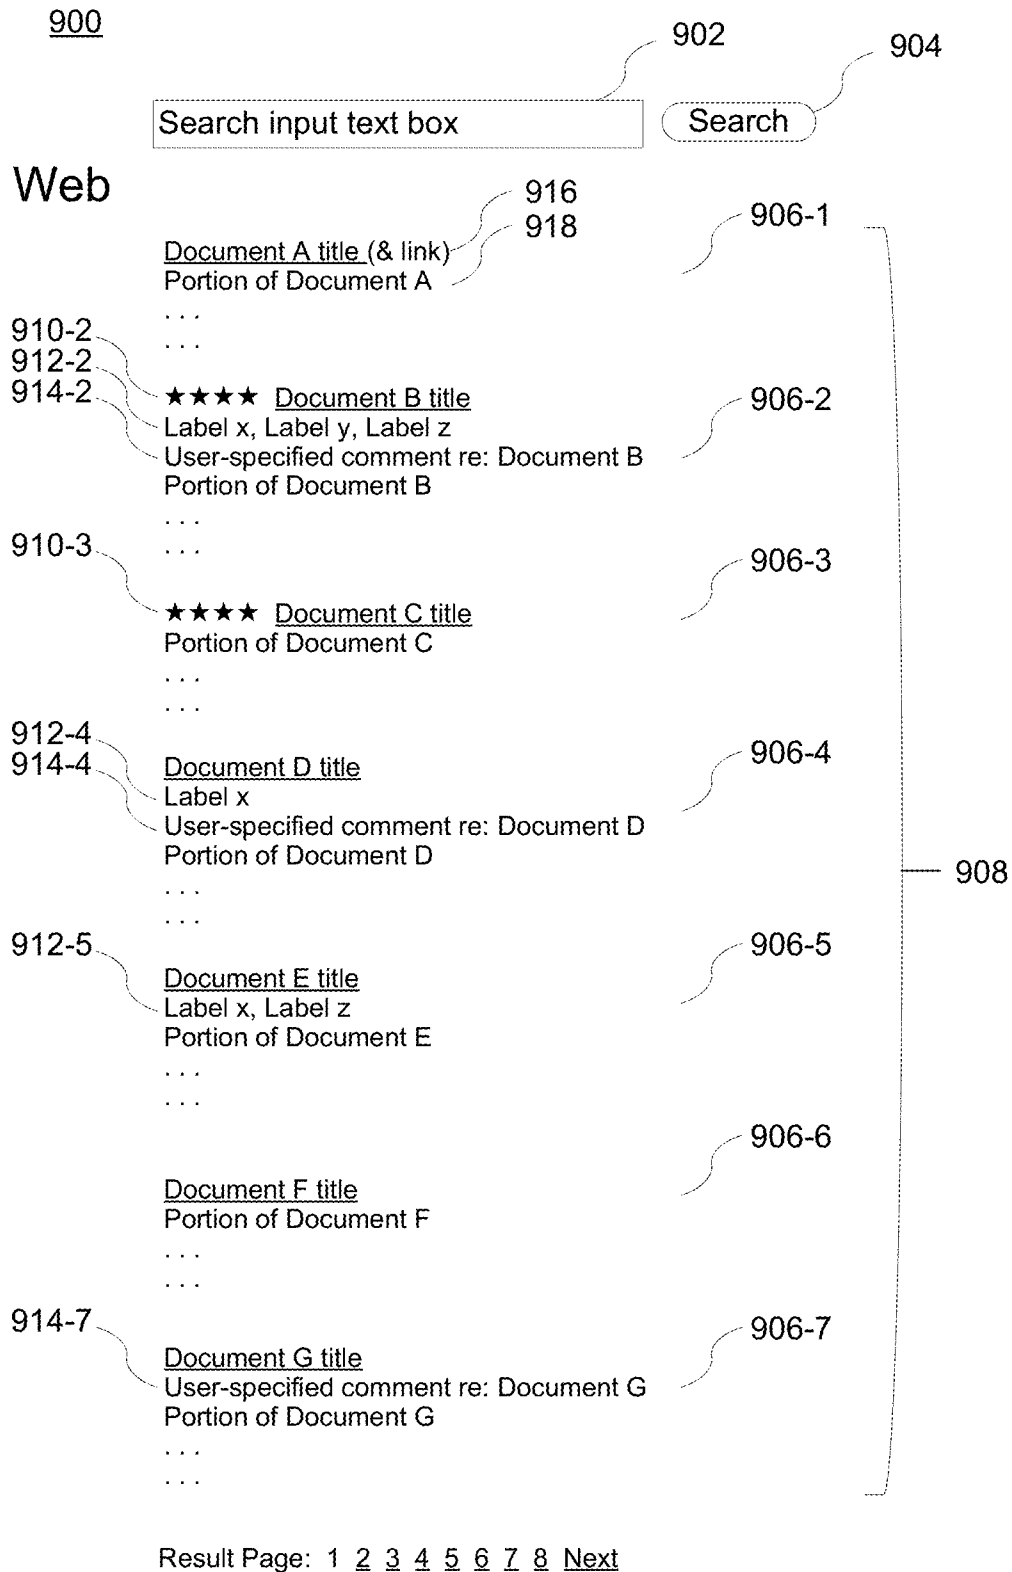 900
902
904
Search input text box
Search
Web
916
918
906-1
Document A title (& link)
Portion of Document A
. . .
. . .
910-2
912-2
914-2
906-2
★★★★ Document B title
Label x, Label y, Label z
User-specified comment re: Document B
Portion of Document B
. . .
. . .
910-3
906-3
★★★★ Document C title
Portion of Document C
. . .
. . .
912-4
914-4
906-4
Document D title
Label x
User-specified comment re: Document D
Portion of Document D
. . .
. . .
908
912-5
906-5
Document E title
Label x, Label z
Portion of Document E
. . .
. . .
906-6
Document F title
Portion of Document F
. . .
. . .
914-7
906-7
Document G title
User-specified comment re: Document G
Portion of Document G
. . .
. . .
Result Page: 1 2 3 4 5 6 7 8 Next